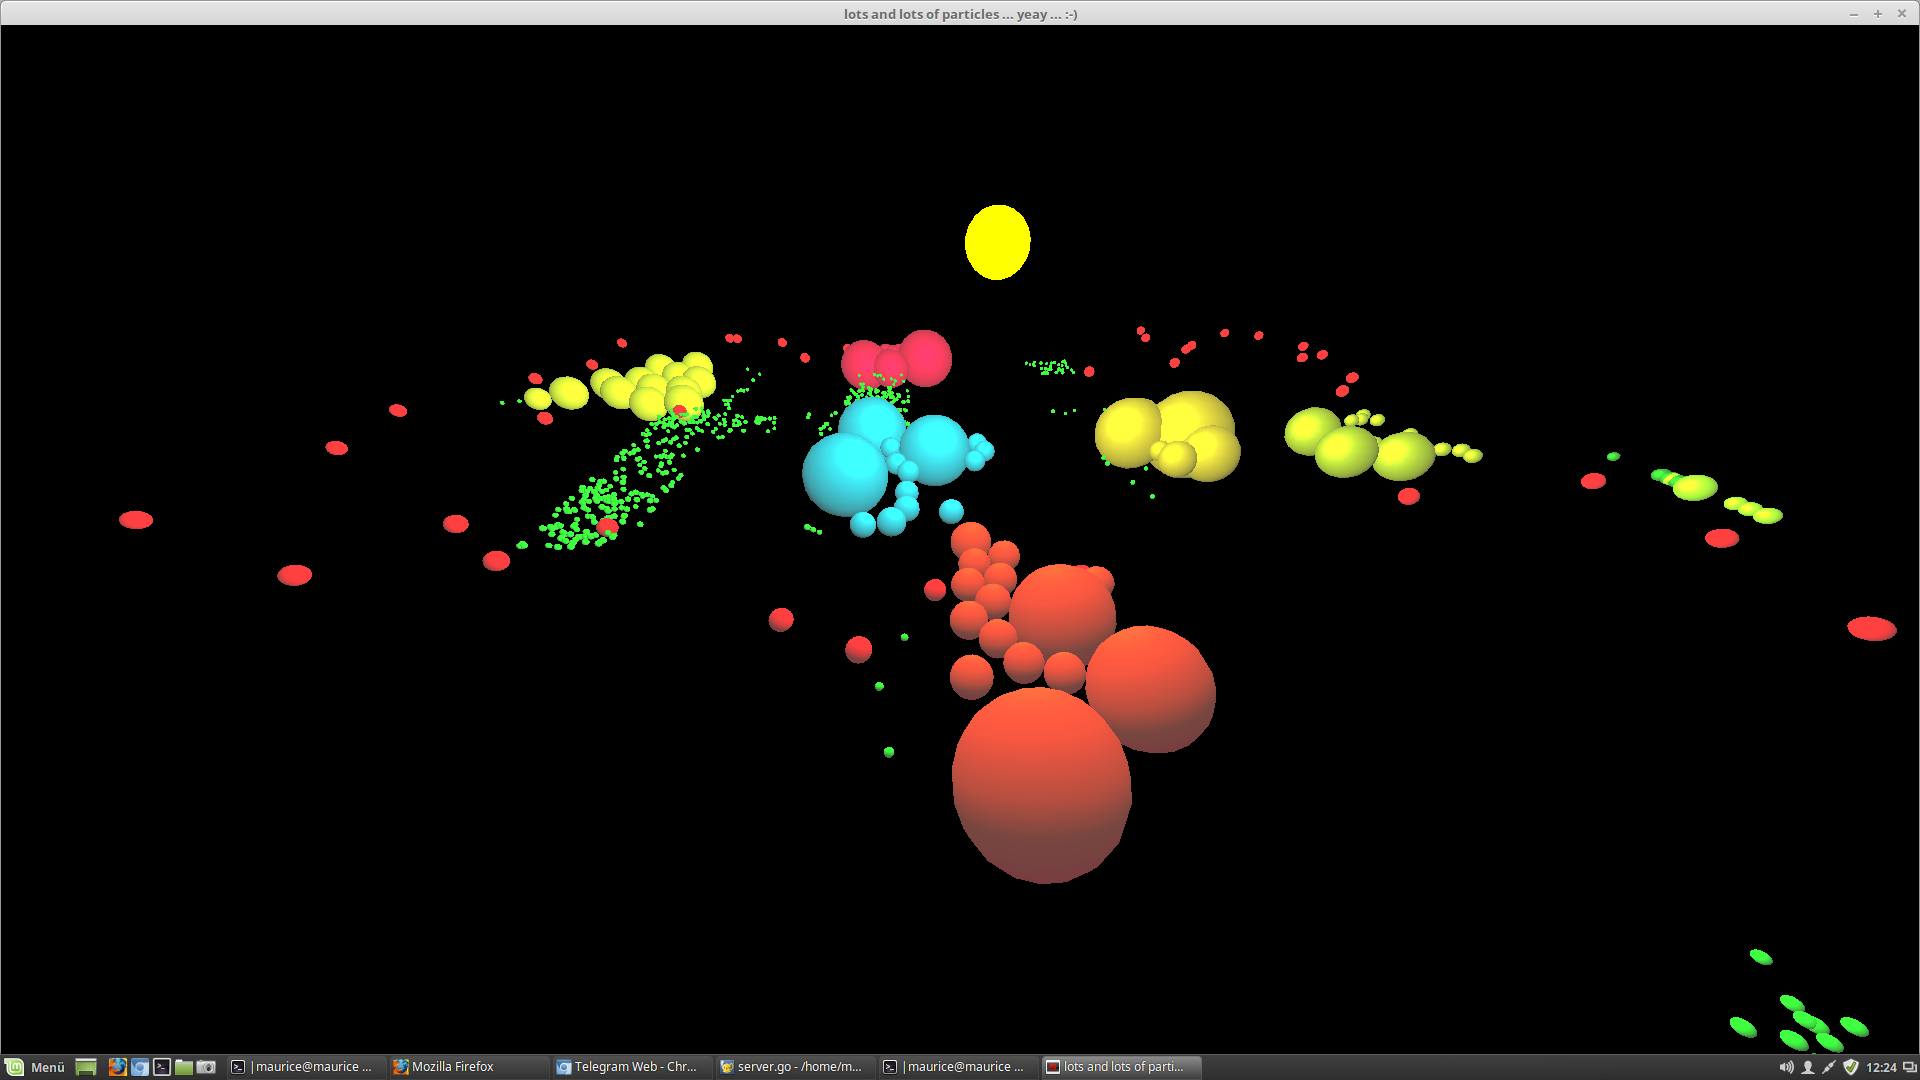 lots and lots of particles ... yeay ... :-)
Menü
|maurice@maurice ...
Mozilla Firefox
Telegram Web - Chr...
server.go - /home/m...
|maurice@maurice ...
lots and lots of parti...
12:24